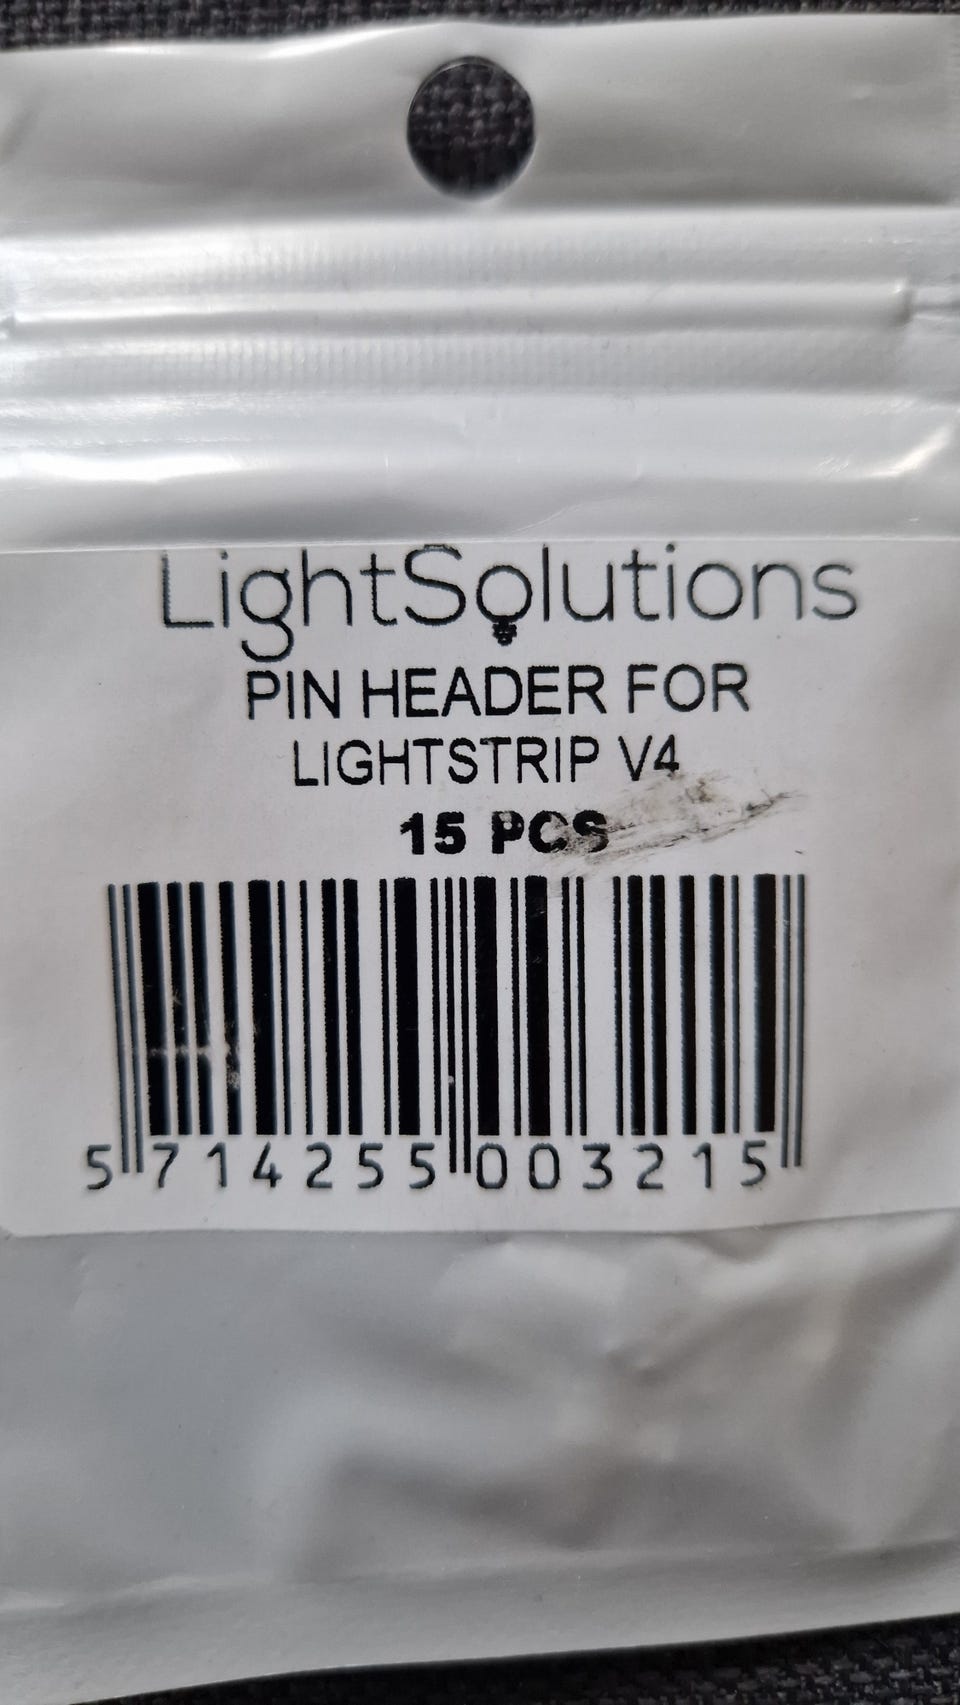 LightSolutions
PIN HEADER FOR
LIGHTSTRIP V4
15 PCS
5 714255 003215